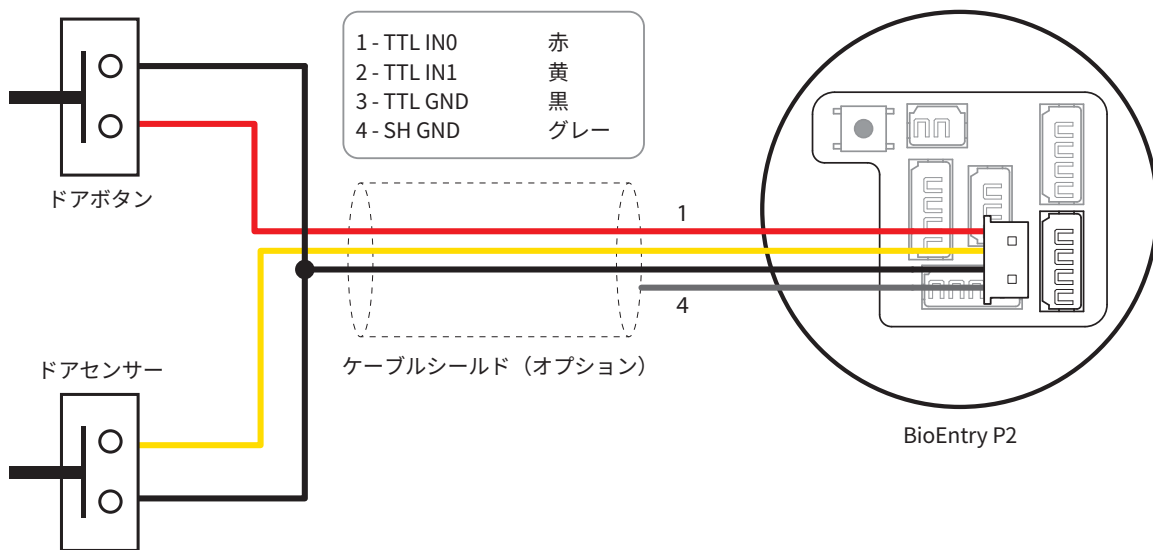 1 - TTL IN0 赤
2 - TTL IN1 黄
3 - TTL GND 黒
4 - SH GND グレー
ドアボタン
1
4
ドアセンサー
ケーブルシールド（オプション）
BioEntry P2